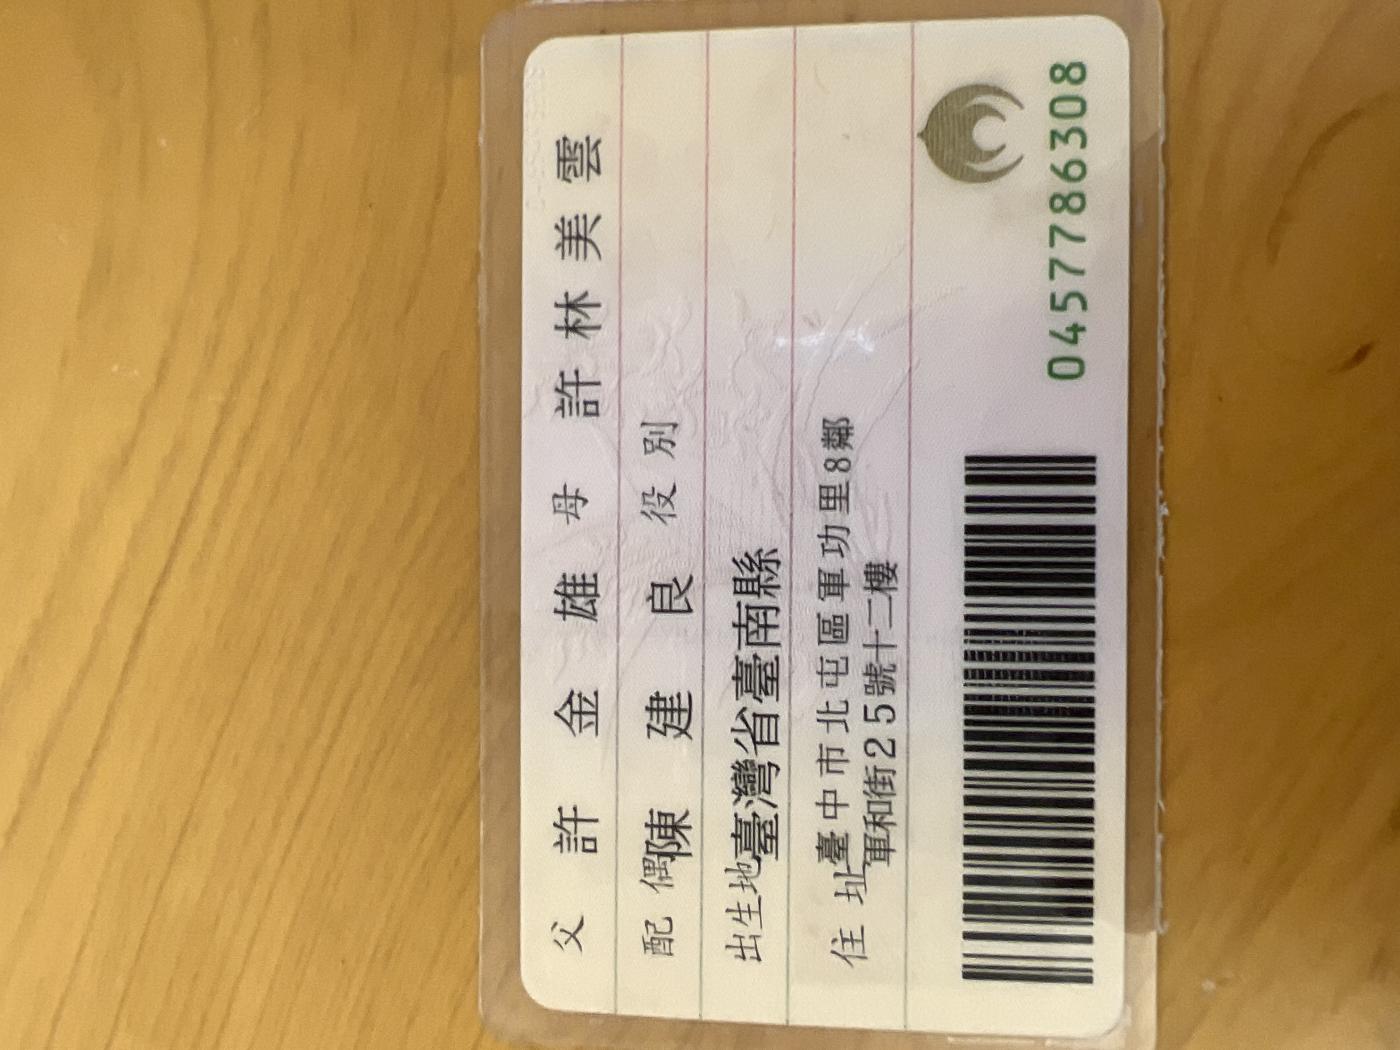 父 許金雄 母 許林美雲
配偶 陳建良 役別
出生地 臺灣省臺南縣
住址 臺中市北屯區軍功里8鄰
軍和街25號十二樓
0457786308